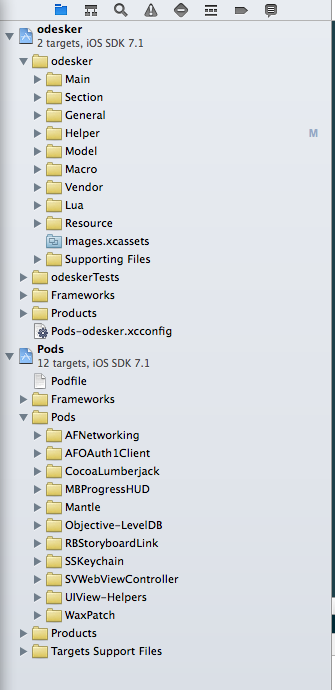 odesker
2 targets, iOS SDK 7.1
odesker
Main
Section
General
Helper M
Model
Macro
Vendor
Lua
Resource
Images.xcassets
Supporting Files
odeskerTests
Frameworks
Products
Pods-odesker.xcconfig
Pods
12 targets, iOS SDK 7.1
Podfile
Frameworks
Pods
AFNetworking
AFOAuth1Client
CocoaLumberjack
MBProgressHUD
Mantle
Objective-LevelDB
RBStoryboardLink
SSKeychain
SVWebViewController
UIView-Helpers
WaxPatch
Products
Targets Support Files